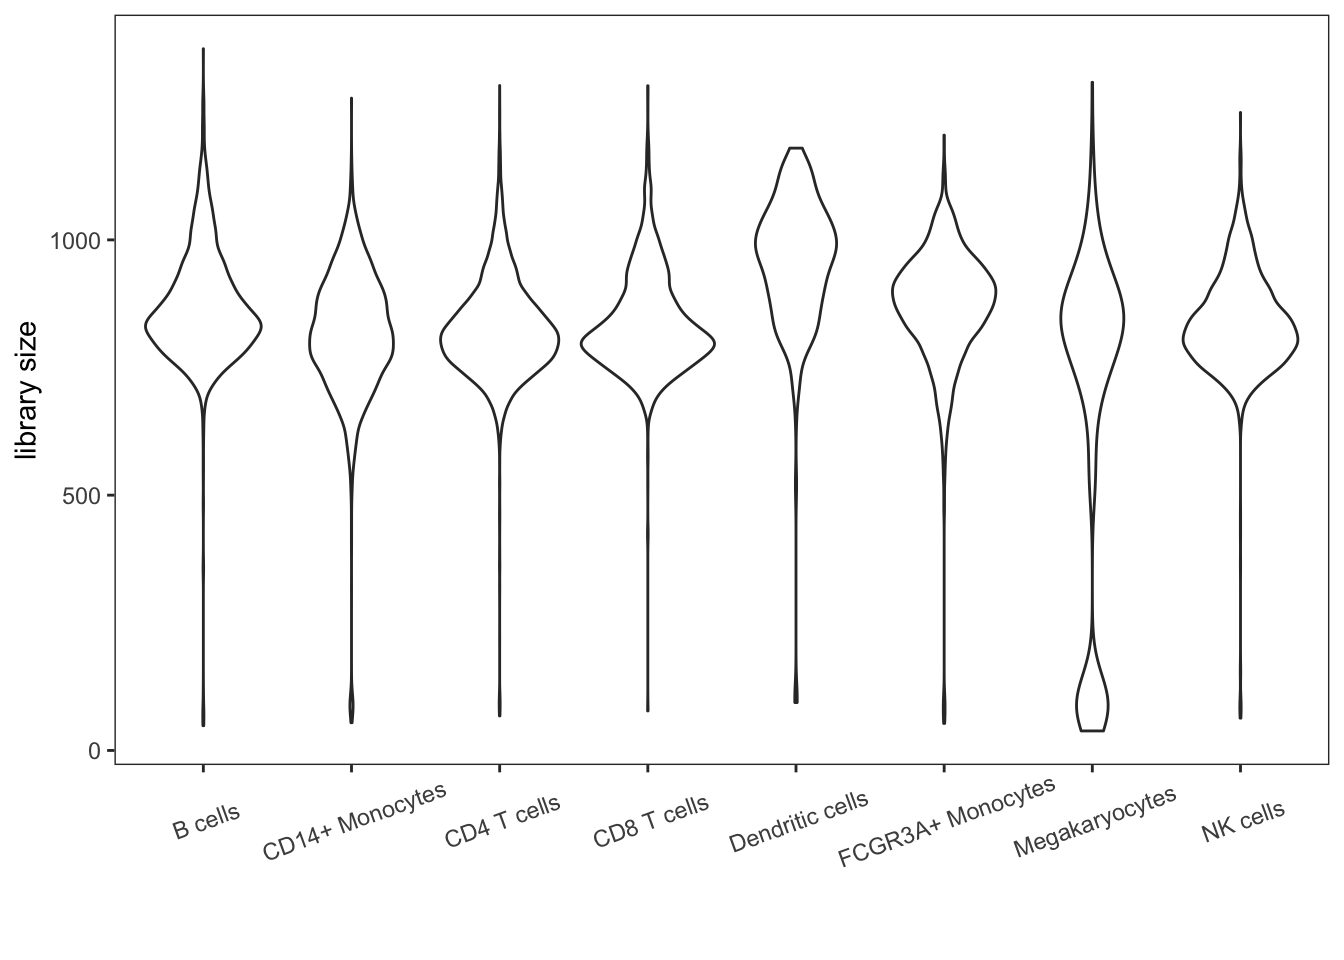 library size
1000
500
0
B cells
CD14+ Monocytes
CD4 T cells
CD8 T cells
Dendritic cells
FCGR3A+ Monocytes
Megakaryocytes
NK cells